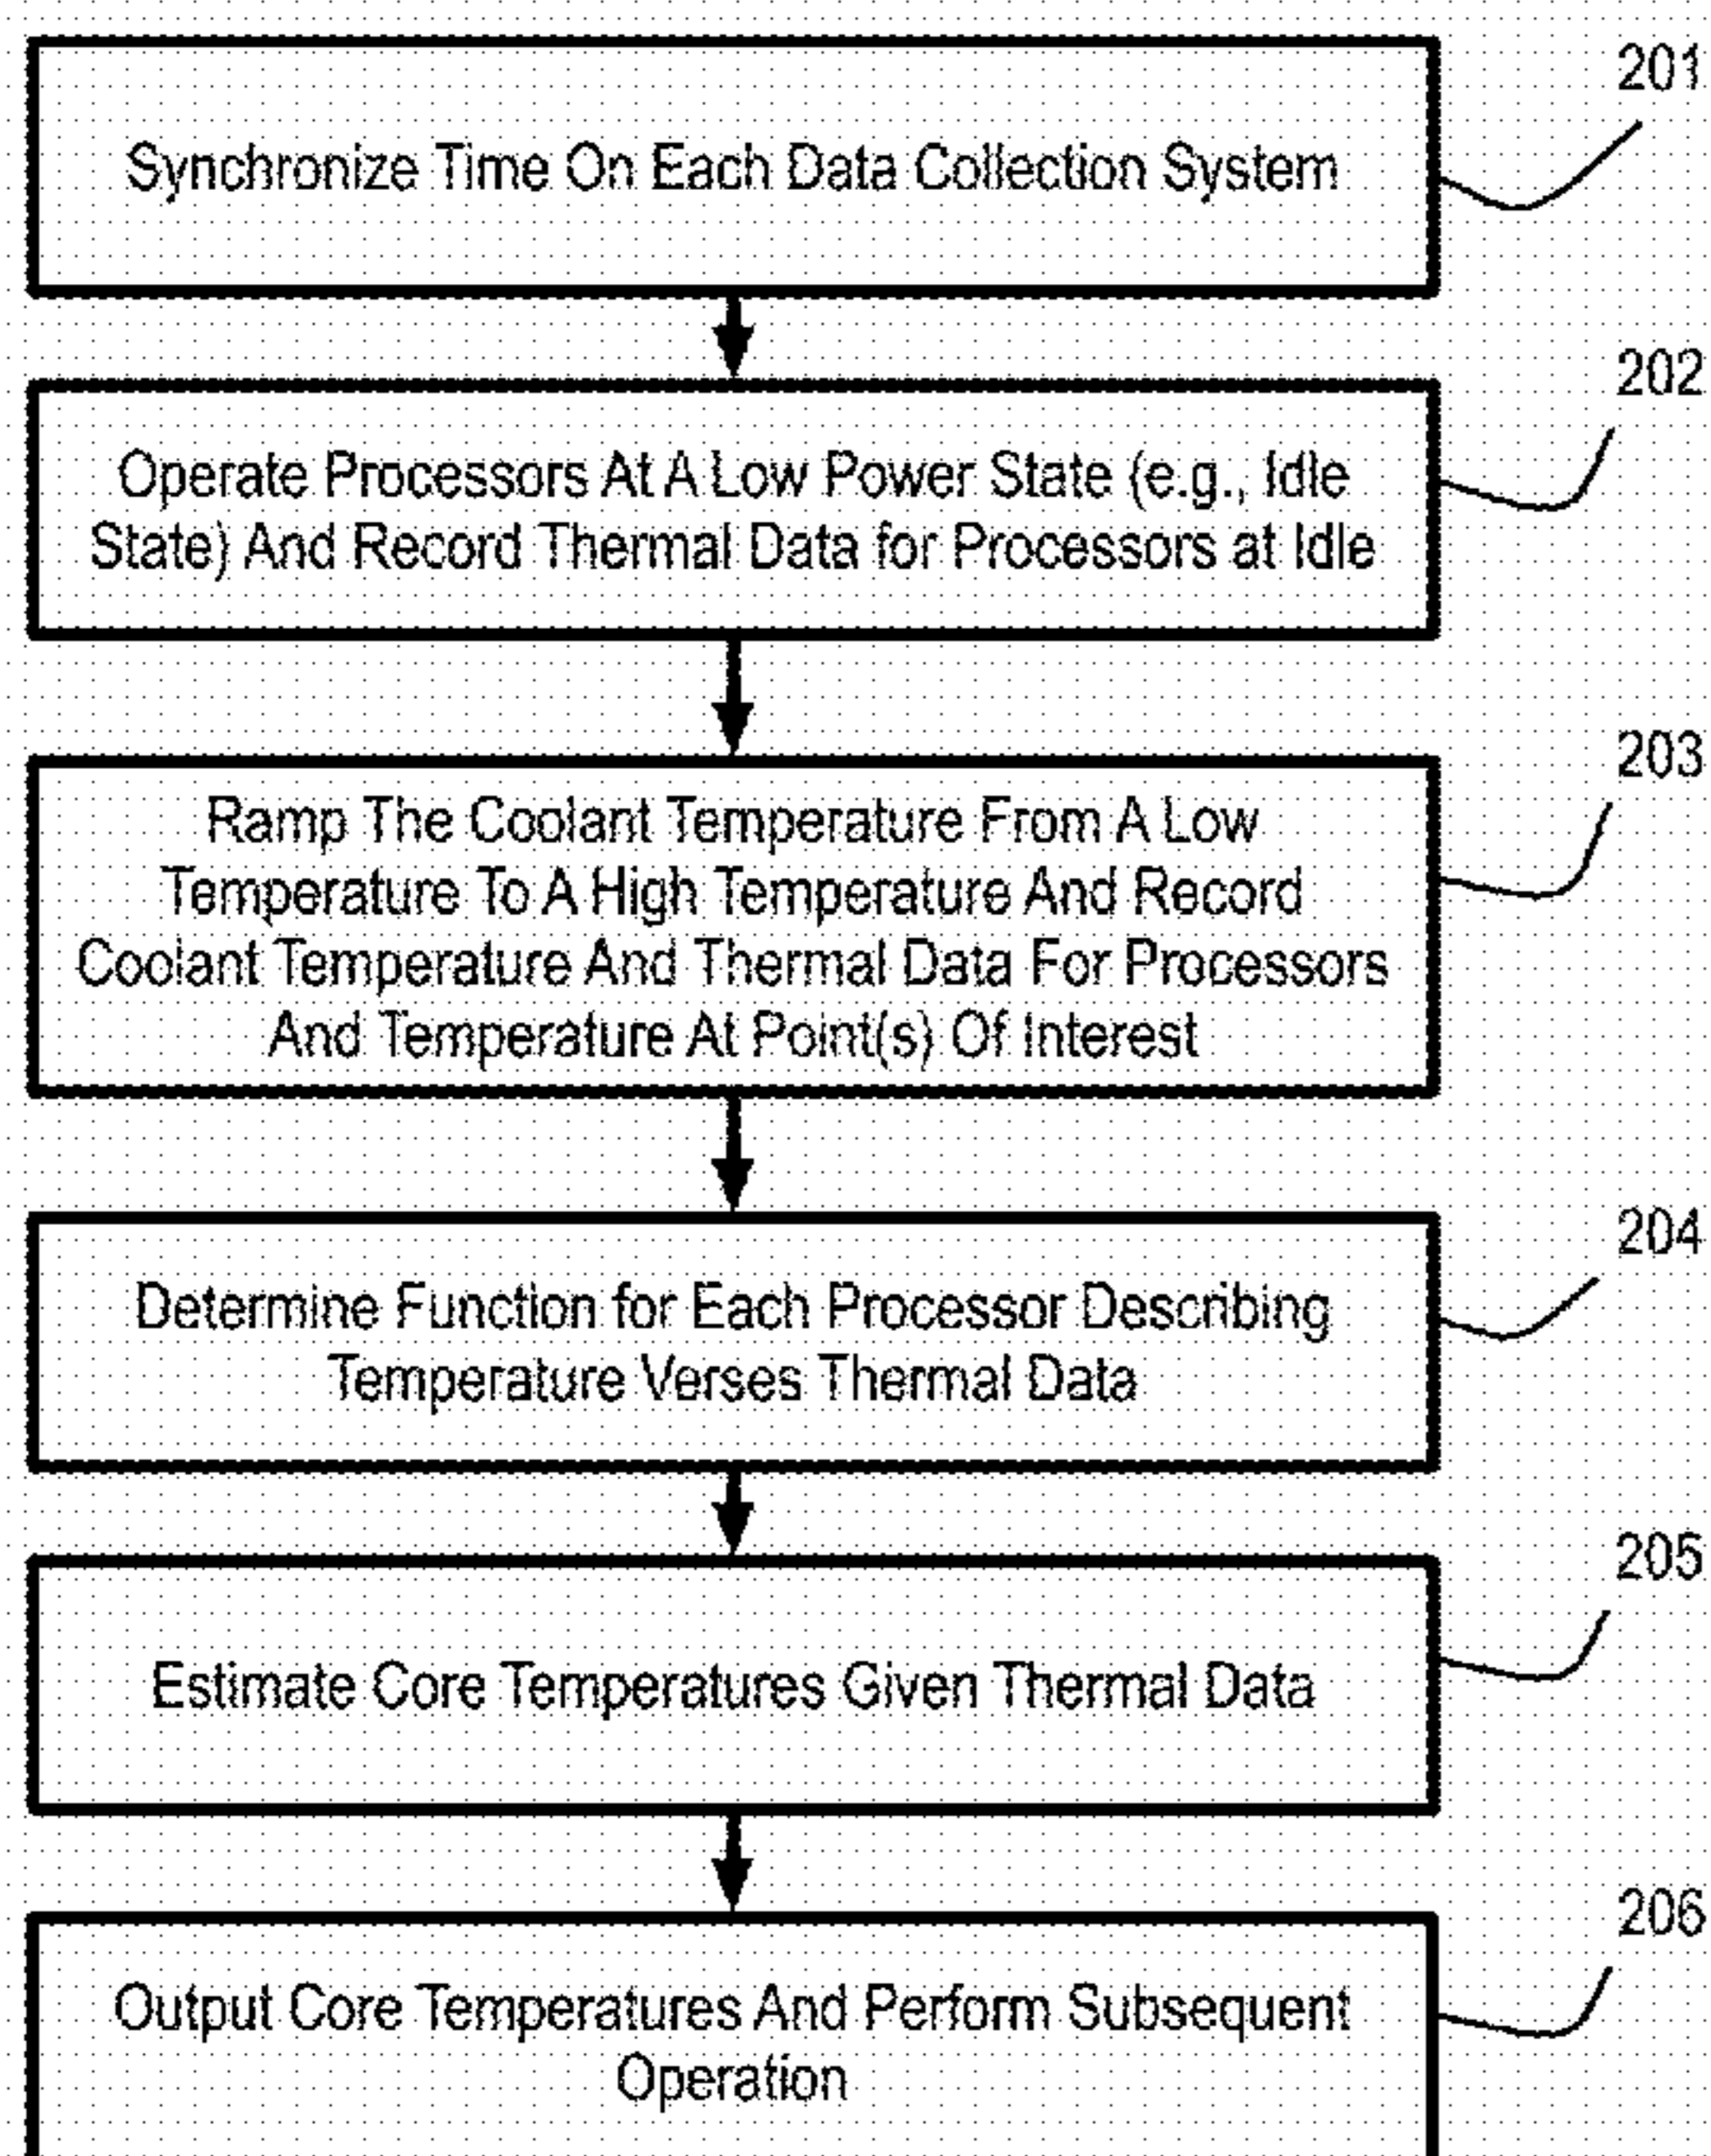 201
Synchronize Time On Each Data Collection System
202
Operate Processors At A Low Power State (e.g., Idle
State) And Record Thermal Data for Processors at Idle
203
Ramp The Coolant Temperature From A Low
Temperature To A High Temperature And Record
Coolant Temperature And Thermal Data For Processors
And Temperature At Point(s) Of Interest
204
Determine Function for Each Processor Describing
Temperature Verses Thermal Data
205
Estimate Core Temperatures Given Thermal Data
206
Output Core Temperatures And Perform Subsequent
Operation